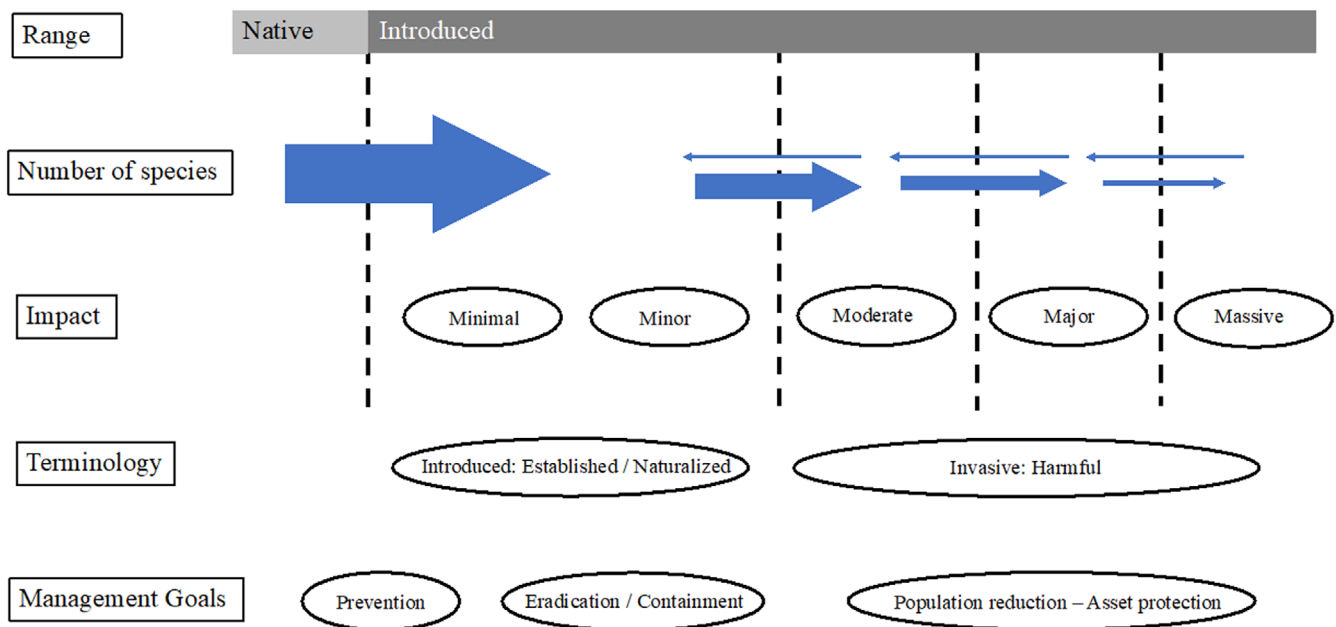 Range
Native
Introduced
Number of species
Impact
Minimal
Minor
Moderate
Major
Massive
Terminology
Introduced: Established / Naturalized
Invasive: Harmful
Management Goals
Prevention
Eradication / Containment
Population reduction – Asset protection